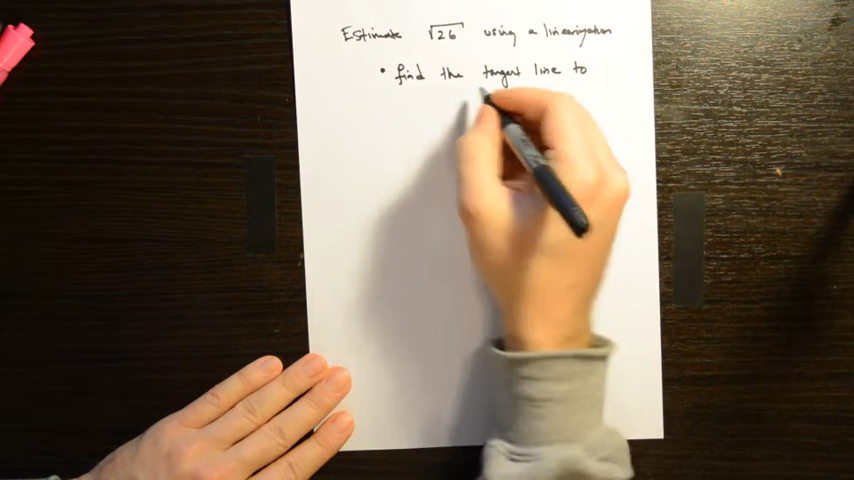 Estimate √26 using a linearization
• find the tangent line to